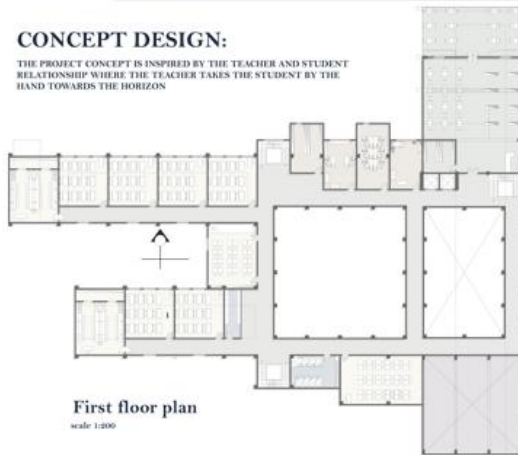 CONCEPT DESIGN:
THE PROJECT CONCEPT IS INSPIRED BY THE TEACHER AND STUDENT
RELATIONSHIP WHERE THE TEACHER TAKES THE STUDENT BY THE
HAND TOWARDS THE HORIZON
First floor plan
scale 1:200